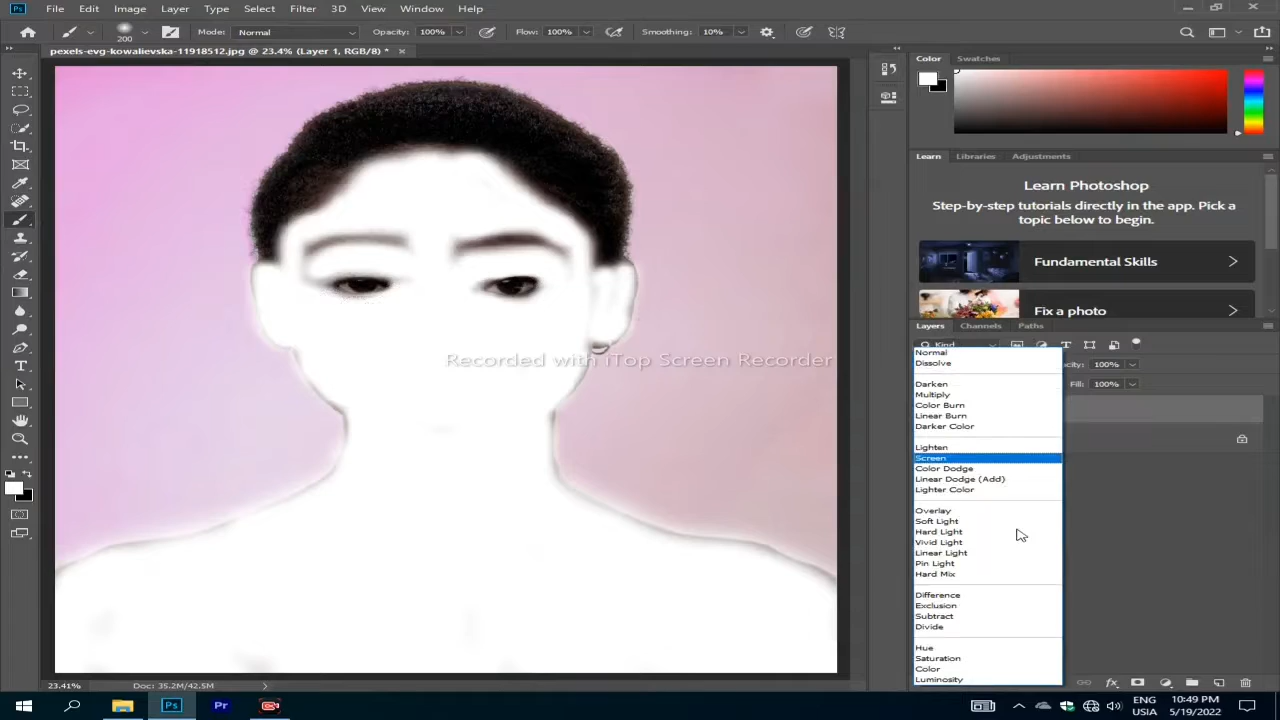 File Edit Image Layer Type Select Filter 3D View Window Help
200 Mode: Normal Opacity: 100% Flow: 100% Smoothing: 10%
pexels-evg-kowalievska-11918512.jpg @ 23.4% (Layer 1, RGB/8) *
Color Swatches
Learn Libraries Adjustments
Learn Photoshop
Step-by-step tutorials directly in the app. Pick a
topic below to begin.
Fundamental Skills
Fix a photo
Layers Channels Paths
Kind
Normal
Dissolve
Darken
Multiply
Color Burn
Linear Burn
Darker Color
Lighten
Screen
Color Dodge
Linear Dodge (Add)
Lighter Color
Overlay
Soft Light
Hard Light
Vivid Light
Linear Light
Pin Light
Hard Mix
Difference
Exclusion
Subtract
Divide
Hue
Saturation
Color
Luminosity
100%
Fill: 100%
Recorded with iTop Screen Recorder
23.41% Doc: 35.2M/42.5M
Ps Pr
ENG
USIA
10:49 PM
5/19/2022